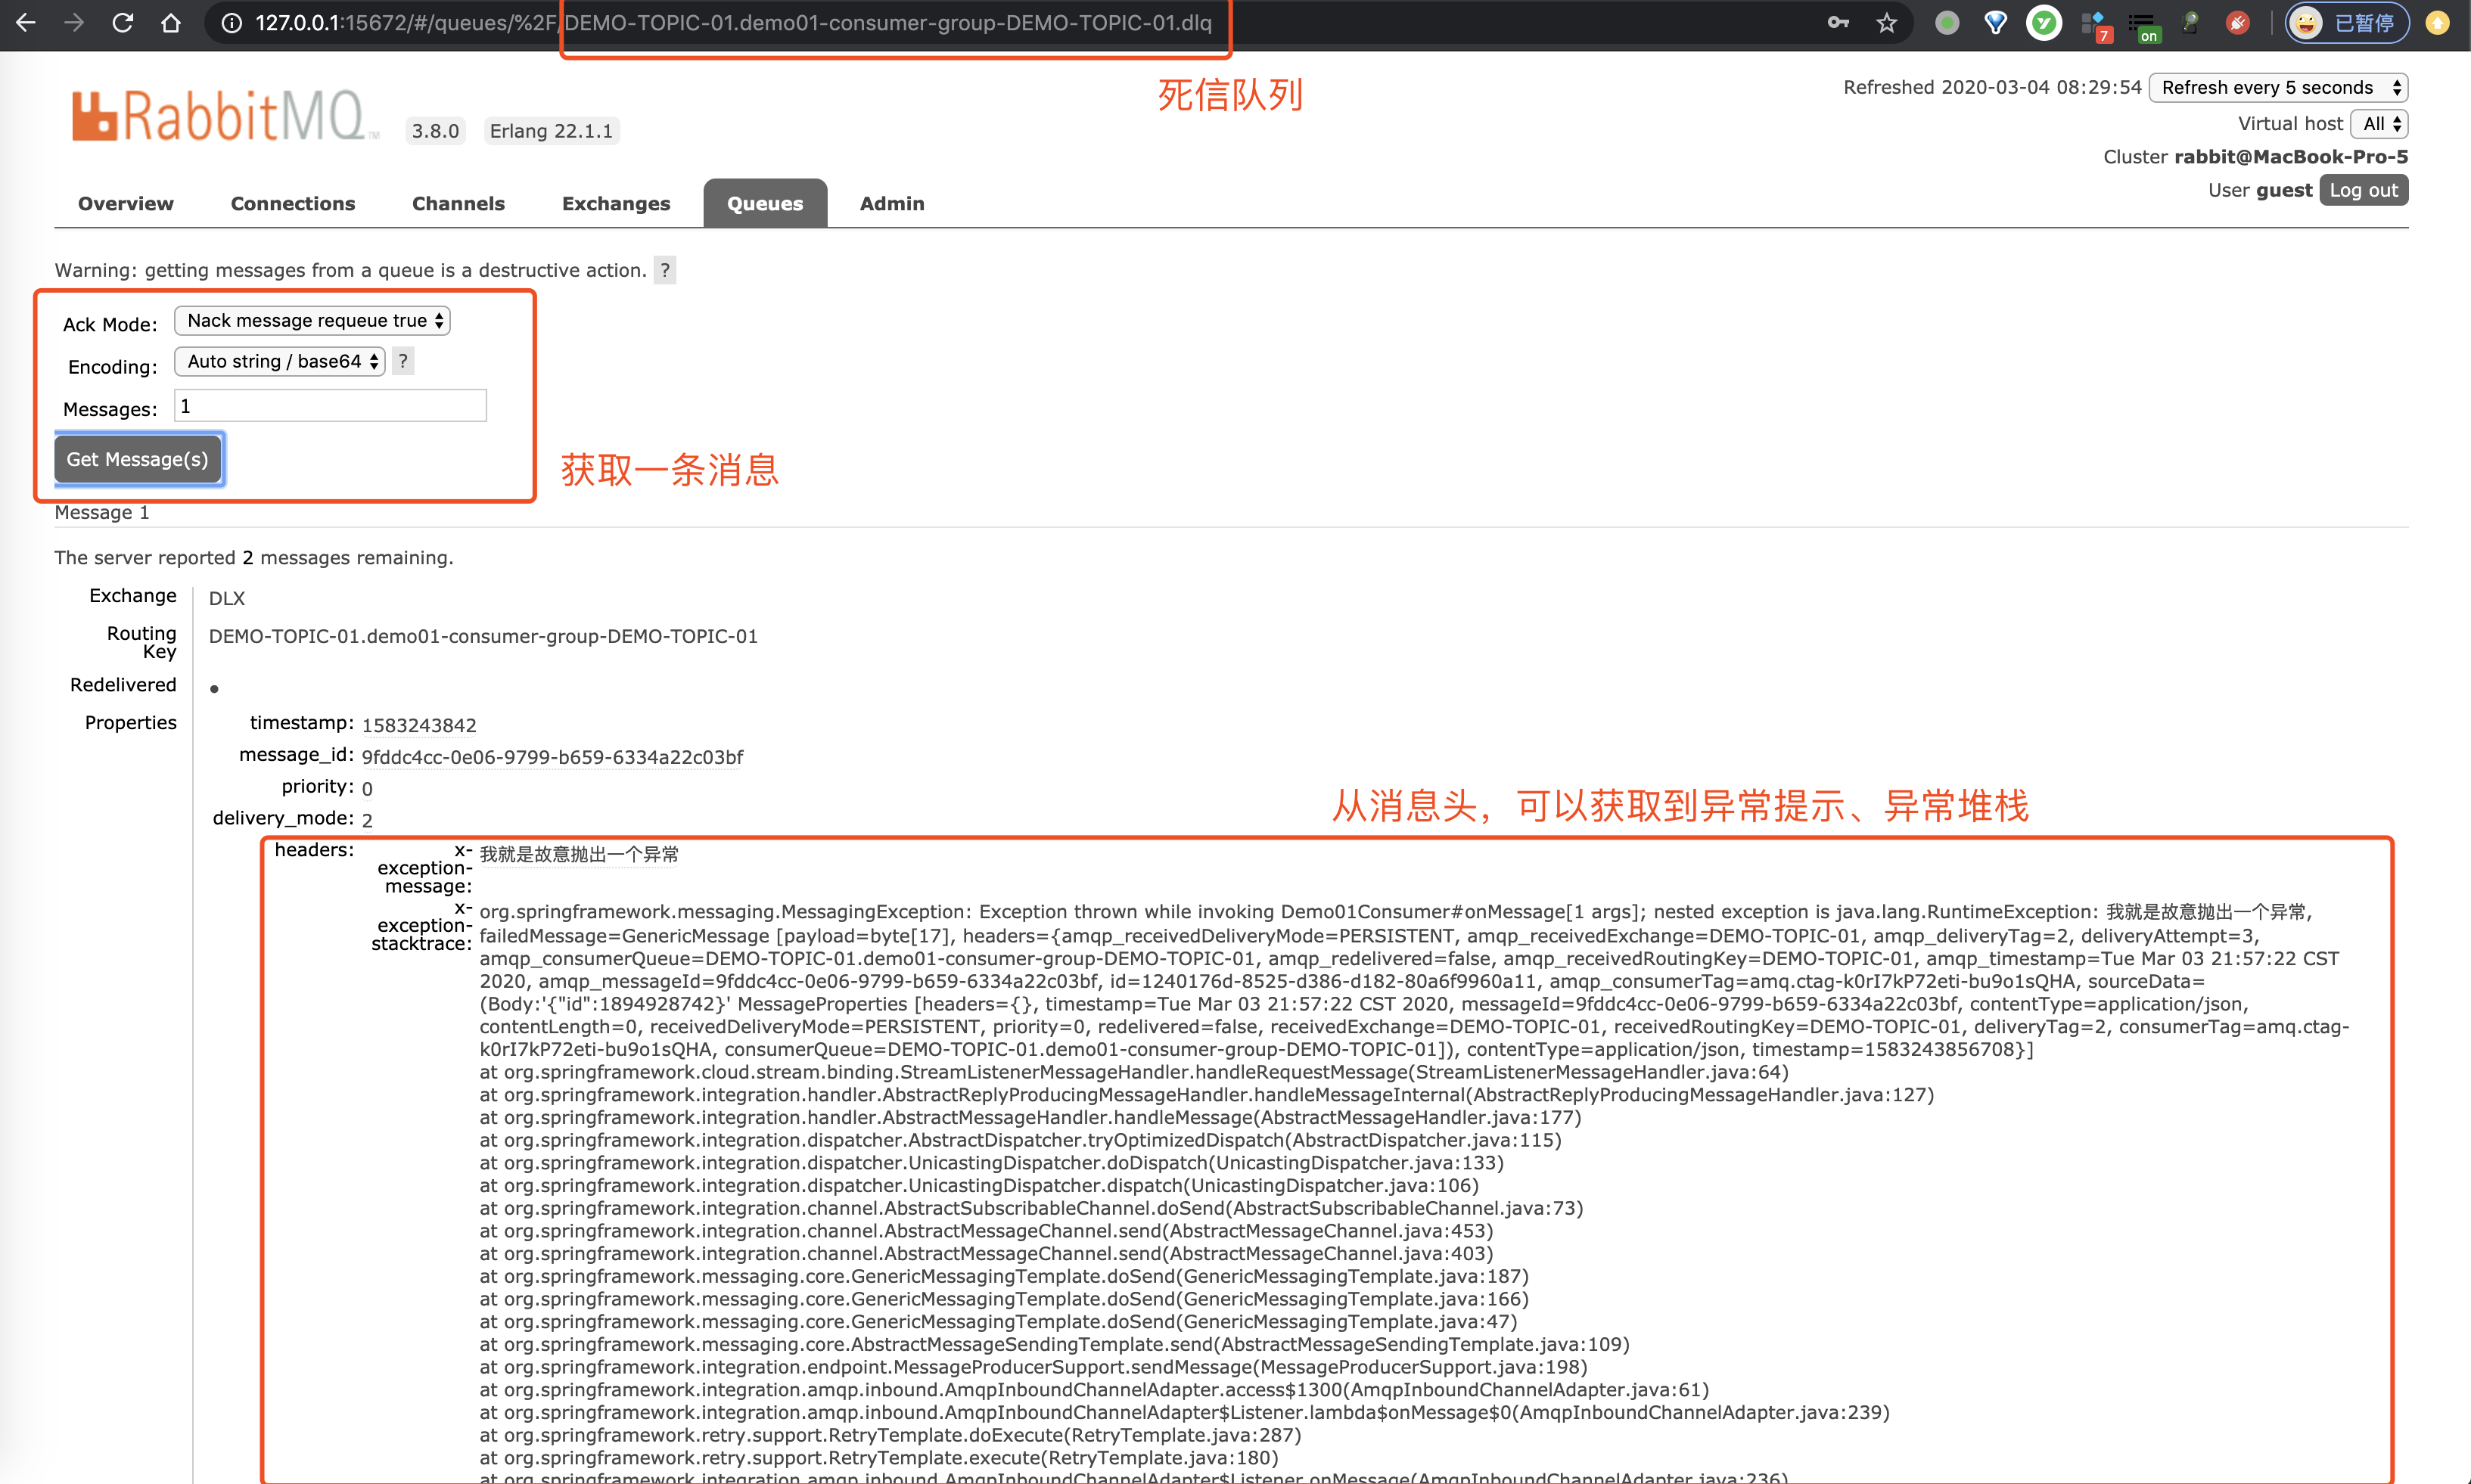 127.0.0.1:15672/#/queues/%2F/DEMO-TOPIC-01.demo01-consumer-group-DEMO-TOPIC-01.dlq
7
on
已暂停
死信队列
RabbitMQ TM 3.8.0 Erlang 22.1.1
Refreshed 2020-03-04 08:29:54 Refresh every 5 seconds
Virtual host All
Cluster rabbit@MacBook-Pro-5
User guest Log out
Overview Connections Channels Exchanges Queues Admin
Warning: getting messages from a queue is a destructive action. ?
Ack Mode: Nack message requeue true
Encoding: Auto string / base64 ?
Messages: 1
Get Message(s)
获取一条消息
Message 1
The server reported 2 messages remaining.
Exchange DLX
Routing Key DEMO-TOPIC-01.demo01-consumer-group-DEMO-TOPIC-01
Redelivered ●
Properties timestamp: 1583243842
message_id: 9fddc4cc-0e06-9799-b659-6334a22c03bf
priority: 0
delivery_mode: 2
从消息头，可以获取到异常提示、异常堆栈
headers: x-exception-message: 我就是故意抛出一个异常
x-exception-stacktrace: org.springframework.messaging.MessagingException: Exception thrown while invoking Demo01Consumer#onMessage[1 args]; nested exception is java.lang.RuntimeException: 我就是故意抛出一个异常,
failedMessage=GenericMessage [payload=byte[17], headers={amqp_receivedDeliveryMode=PERSISTENT, amqp_receivedExchange=DEMO-TOPIC-01, amqp_deliveryTag=2, deliveryAttempt=3,
amqp_consumerQueue=DEMO-TOPIC-01.demo01-consumer-group-DEMO-TOPIC-01, amqp_redelivered=false, amqp_receivedRoutingKey=DEMO-TOPIC-01, amqp_timestamp=Tue Mar 03 21:57:22 CST
2020, amqp_messageId=9fddc4cc-0e06-9799-b659-6334a22c03bf, id=1240176d-8525-d386-d182-80a6f9960a11, amqp_consumerTag=amq.ctag-k0rI7kP72eti-bu9o1sQHA, sourceData=
(Body:'{"id":1894928742}' MessageProperties [headers={}, timestamp=Tue Mar 03 21:57:22 CST 2020, messageId=9fddc4cc-0e06-9799-b659-6334a22c03bf, contentType=application/json,
contentLength=0, receivedDeliveryMode=PERSISTENT, priority=0, redelivered=false, receivedExchange=DEMO-TOPIC-01, receivedRoutingKey=DEMO-TOPIC-01, deliveryTag=2, consumerTag=amq.ctag-
k0rI7kP72eti-bu9o1sQHA, consumerQueue=DEMO-TOPIC-01.demo01-consumer-group-DEMO-TOPIC-01]), contentType=application/json, timestamp=1583243856708}]
at org.springframework.cloud.stream.binding.StreamListenerMessageHandler.handleRequestMessage(StreamListenerMessageHandler.java:64)
at org.springframework.integration.handler.AbstractReplyProducingMessageHandler.handleMessageInternal(AbstractReplyProducingMessageHandler.java:127)
at org.springframework.integration.handler.AbstractMessageHandler.handleMessage(AbstractMessageHandler.java:177)
at org.springframework.integration.dispatcher.AbstractDispatcher.tryOptimizedDispatch(AbstractDispatcher.java:115)
at org.springframework.integration.dispatcher.UnicastingDispatcher.doDispatch(UnicastingDispatcher.java:133)
at org.springframework.integration.dispatcher.UnicastingDispatcher.dispatch(UnicastingDispatcher.java:106)
at org.springframework.integration.channel.AbstractSubscribableChannel.doSend(AbstractSubscribableChannel.java:73)
at org.springframework.integration.channel.AbstractMessageChannel.send(AbstractMessageChannel.java:453)
at org.springframework.integration.channel.AbstractMessageChannel.send(AbstractMessageChannel.java:403)
at org.springframework.messaging.core.GenericMessagingTemplate.doSend(GenericMessagingTemplate.java:187)
at org.springframework.messaging.core.GenericMessagingTemplate.doSend(GenericMessagingTemplate.java:166)
at org.springframework.messaging.core.GenericMessagingTemplate.doSend(GenericMessagingTemplate.java:47)
at org.springframework.messaging.core.AbstractMessageSendingTemplate.send(AbstractMessageSendingTemplate.java:109)
at org.springframework.integration.endpoint.MessageProducerSupport.sendMessage(MessageProducerSupport.java:198)
at org.springframework.integration.amqp.inbound.AmqpInboundChannelAdapter.access$1300(AmqpInboundChannelAdapter.java:61)
at org.springframework.integration.amqp.inbound.AmqpInboundChannelAdapter$Listener.lambda$onMessage$0(AmqpInboundChannelAdapter.java:239)
at org.springframework.retry.support.RetryTemplate.doExecute(RetryTemplate.java:287)
at org.springframework.retry.support.RetryTemplate.execute(RetryTemplate.java:180)
at org.springframework.integration.amqp.inbound.AmqpInboundChannelAdapter$Listener.onMessage(AmqpInboundChannelAdapter.java:236)